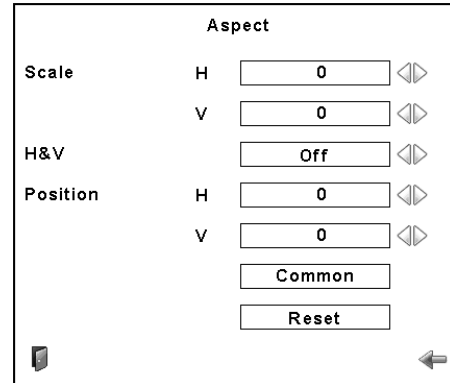 Aspect
Scale H 0
V 0
H&V Off
Position H 0
V 0
Common
Reset